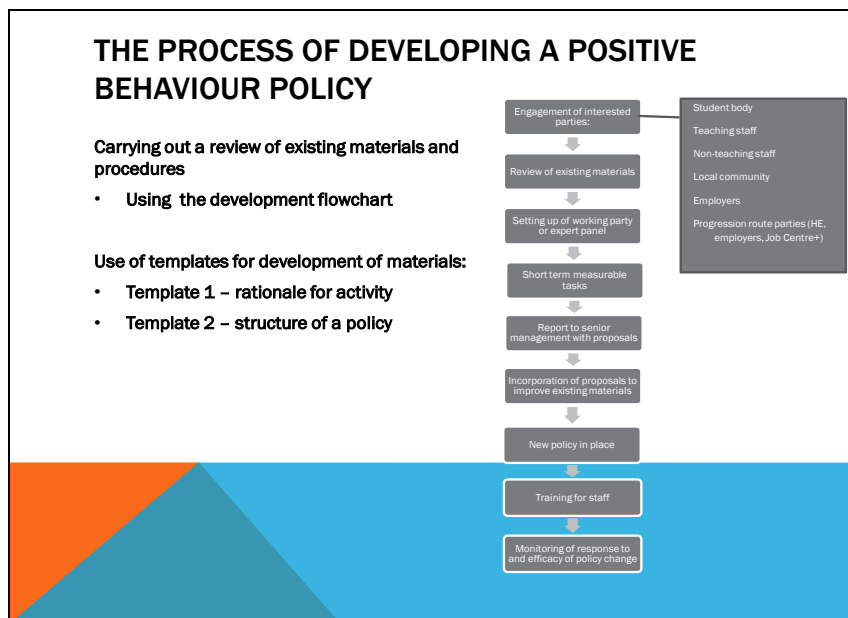 THE PROCESS OF DEVELOPING A POSITIVE
BEHAVIOUR POLICY
Carrying out a review of existing materials and
procedures
• Using the development flowchart
Use of templates for development of materials:
• Template 1 – rationale for activity
• Template 2 – structure of a policy
Engagement of interested
parties:
Student body
Teaching staff
Non-teaching staff
Local community
Employers
Progression route parties (HE,
employers, Job Centre+)
Review of existing materials
Setting up of working party
or expert panel
Short term measurable
tasks
Report to senior
management with proposals
Incorporation of proposals to
improve existing materials
New policy in place
Training for staff
Monitoring of response to
and efficacy of policy change